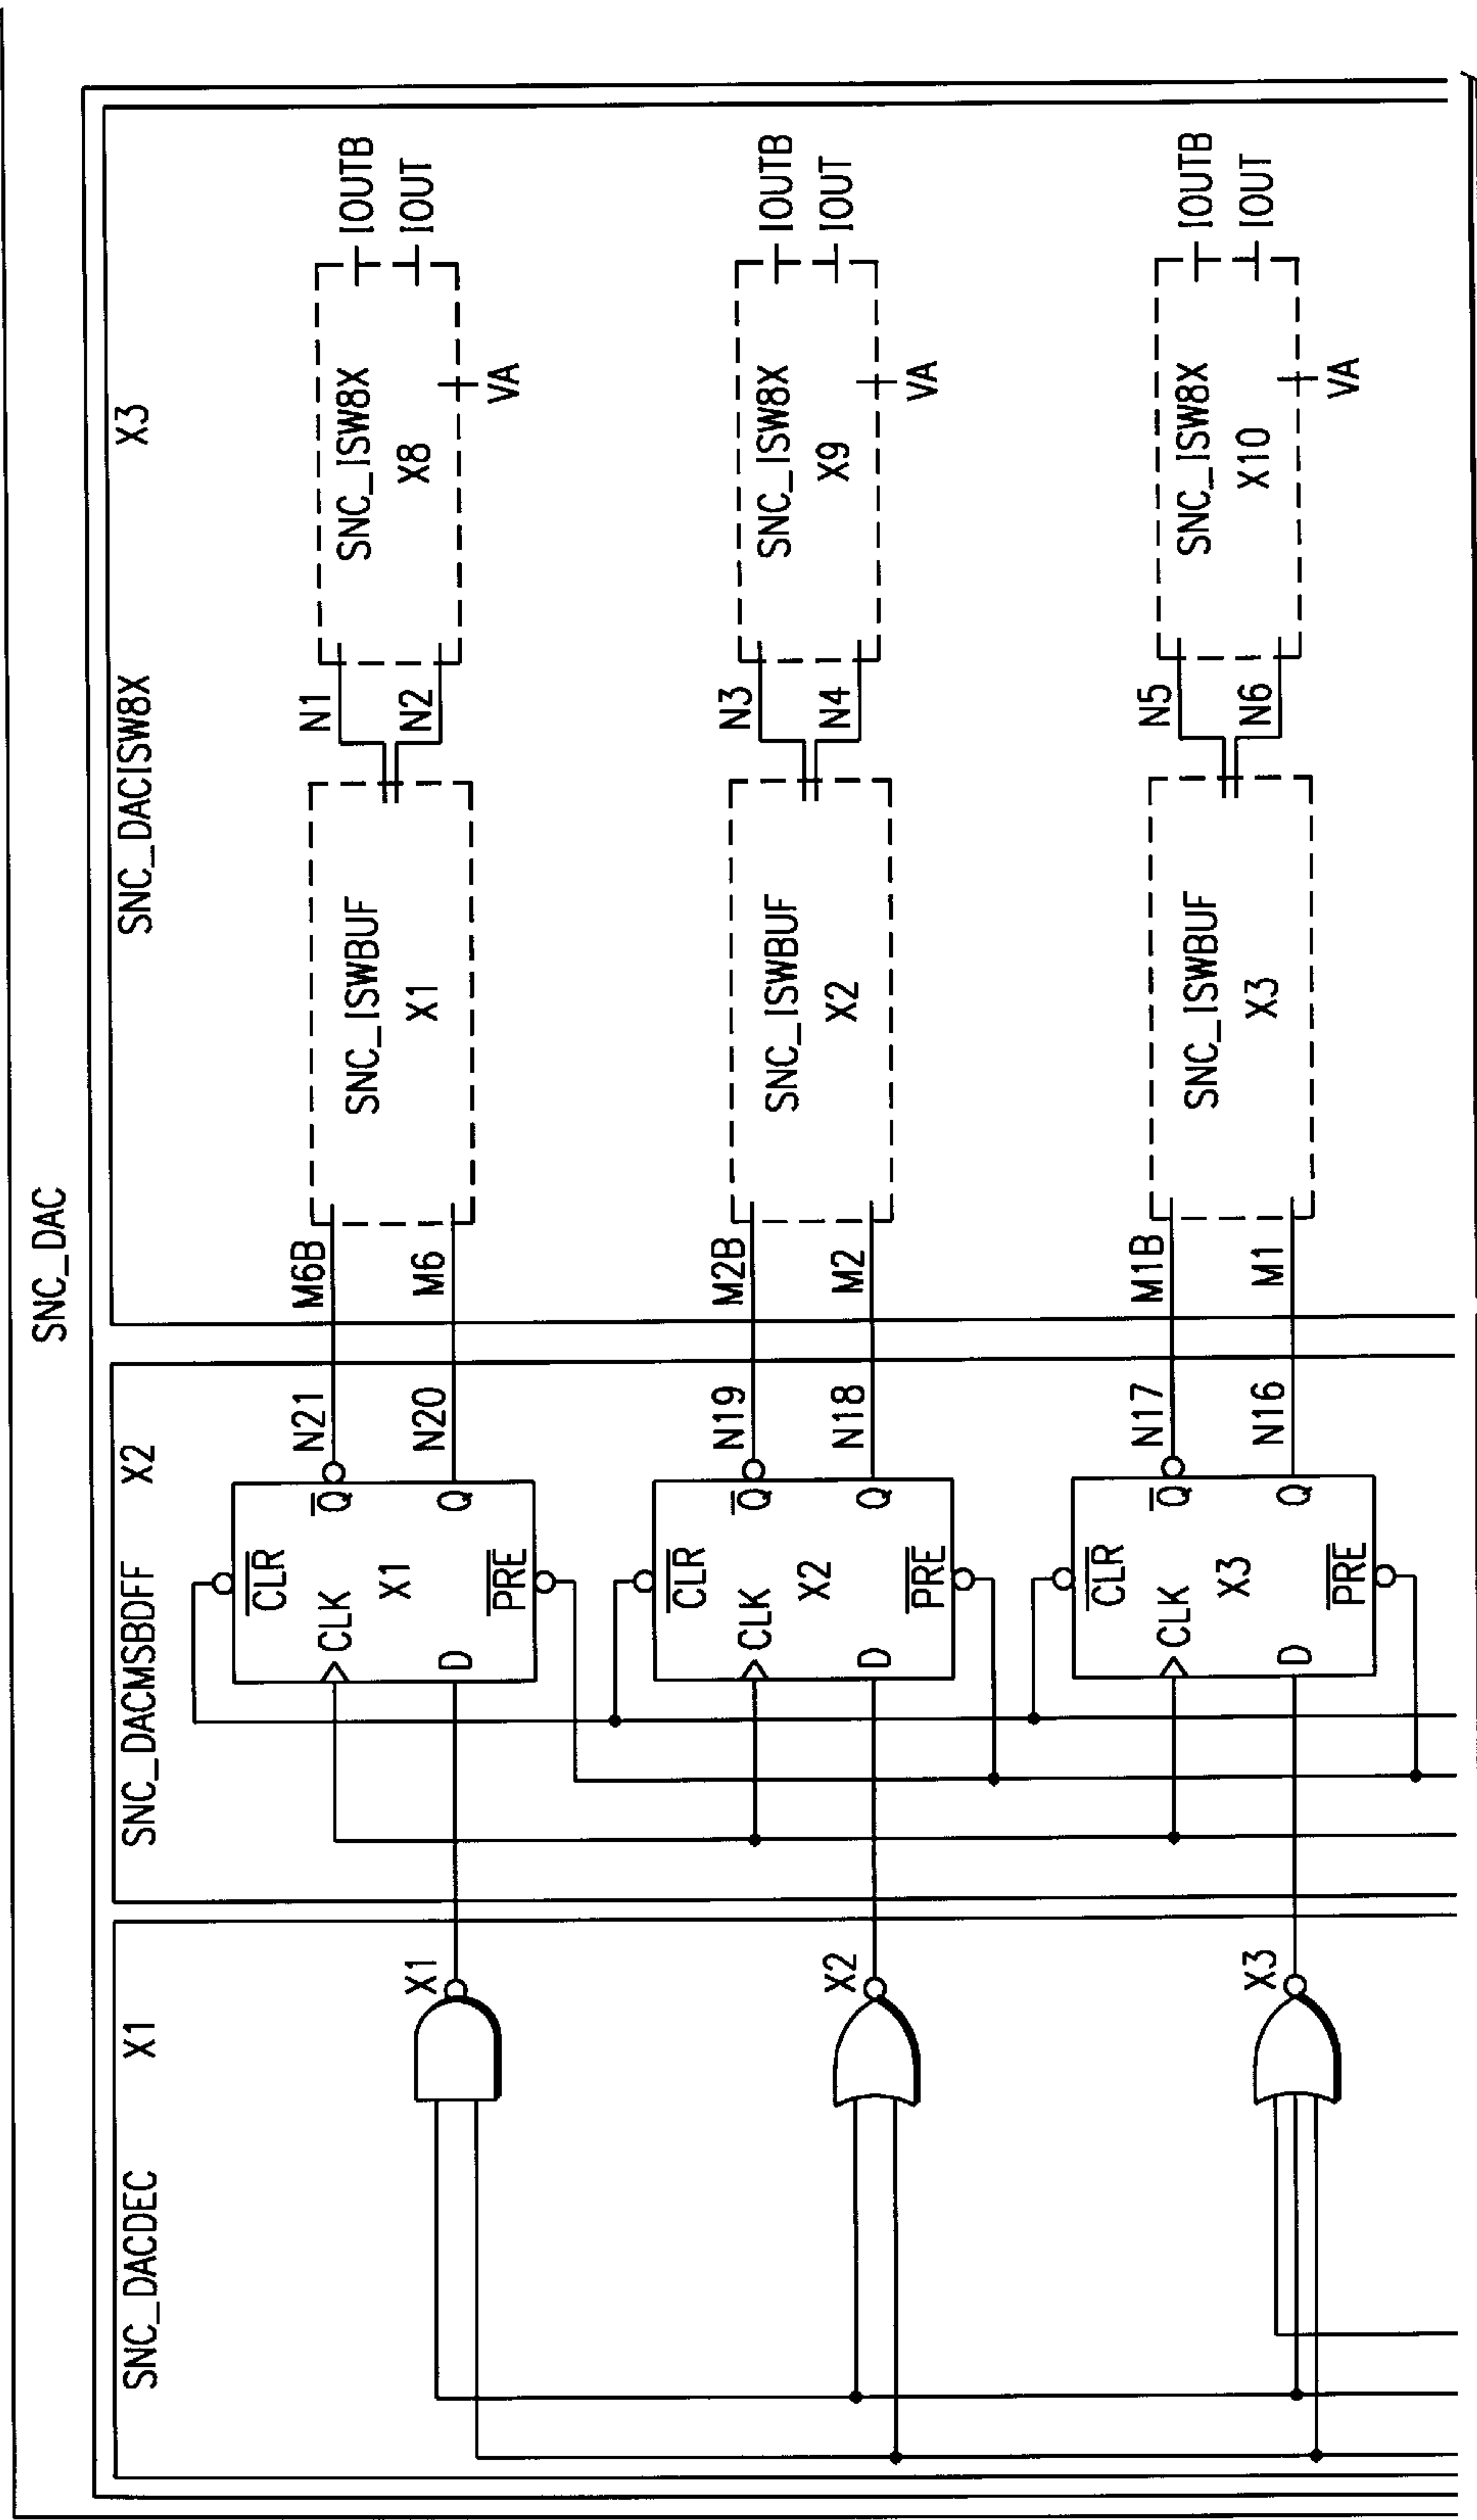 SNC_DAC
SNC_DACDEC X1
SNC_DACMSBDFF X2
SNC_DACISW8X X3
X1
CLR
CLK
X1
D
PRE
Q
Q
N21
N20
M6B
M6
SNC_ISWBUF
X1
N1
N2
SNC_ISW8X
X8
VA
IOUTB
IOUT
X2
CLR
CLK
X2
D
PRE
Q
Q
N19
N18
M2B
M2
SNC_ISWBUF
X2
N3
N4
SNC_ISW8X
X9
VA
IOUTB
IOUT
X3
CLR
CLK
X3
D
PRE
Q
Q
N17
N16
M1B
M1
SNC_ISWBUF
X3
N5
N6
SNC_ISW8X
X10
VA
IOUTB
IOUT